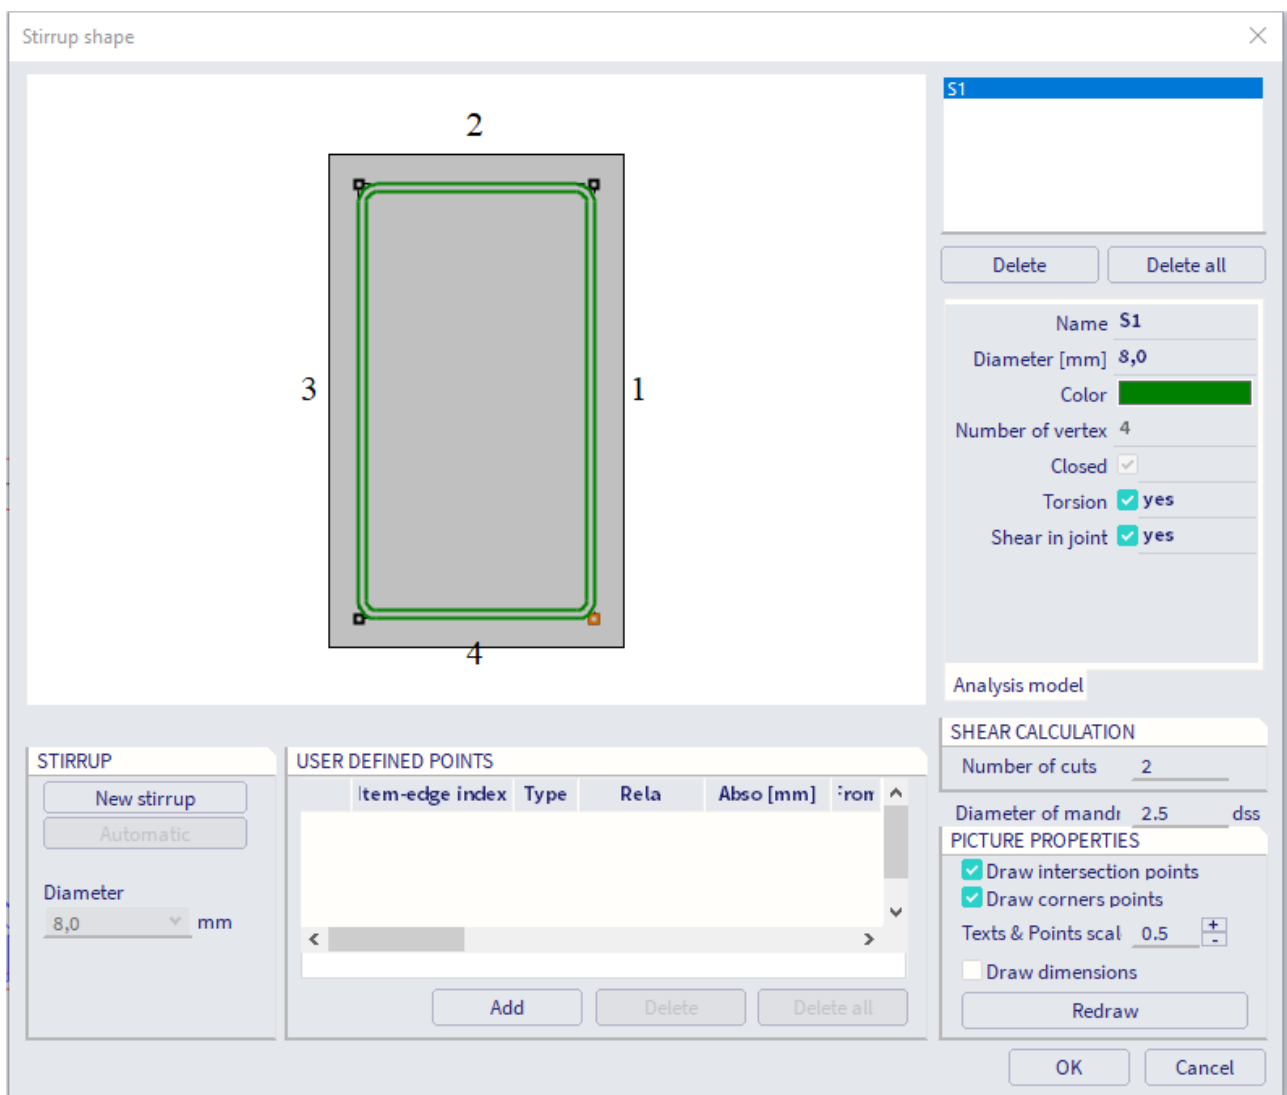 Stirrup shape
S1
2
3
1
4
Delete
Delete all
Name S1
Diameter [mm] 8,0
Color
Number of vertex 4
Closed
Torsion yes
Shear in joint yes
Analysis model
STIRRUP
New stirrup
Automatic
Diameter
8,0 mm
USER DEFINED POINTS
Item-edge index Type Rela Abso [mm] From
Add
Delete
Delete all
SHEAR CALCULATION
Number of cuts 2
Diameter of mandr 2.5 dss
PICTURE PROPERTIES
Draw intersection points
Draw corners points
Texts & Points scal 0.5 + -
Draw dimensions
Redraw
OK
Cancel